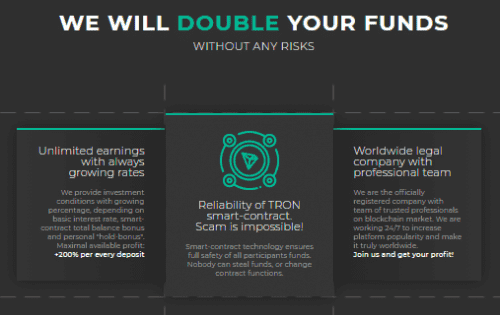 WE WILL DOUBLE YOUR FUNDS
WITHOUT ANY RISKS
Unlimited earnings
with always
growing rates
We provide investment
conditions with growing
percentage, depending on
basic interest rate, smart-
contract total balance bonus
and personal "hold-bonus".
Maximal available profit:
+200% per every deposit
Reliability of TRON
smart-contract.
Scam is impossible!
Smart-contract technology ensures
full safety of all participants funds.
Nobody can steal funds, or change
contract functions.
Worldwide legal
company with
professional team
We are the officially
registered company with
team of trusted professionals
on blockchain market. We are
working 24/7 to increase
platform popularity and make
it truly worldwide.
Join us and get your profit!